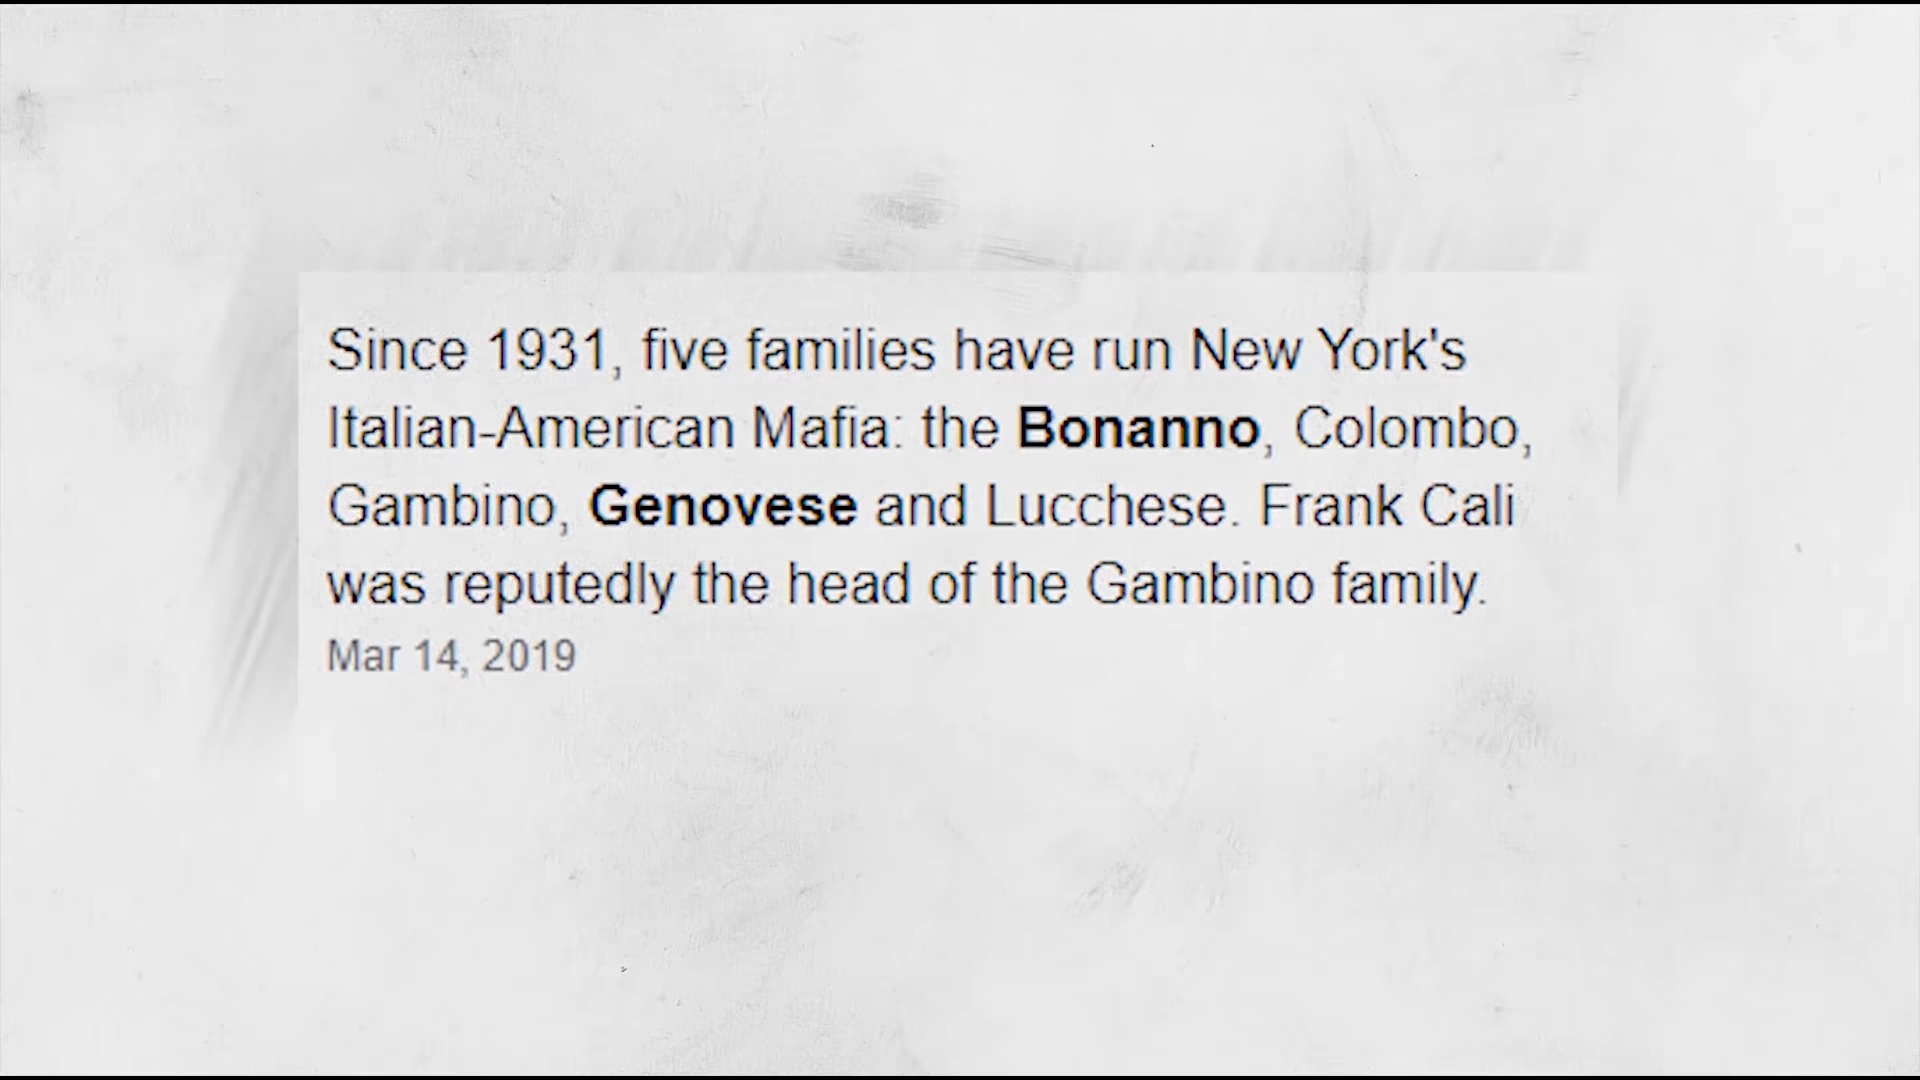 Since 1931, five families have run New York's
Italian-American Mafia: the Bonanno, Colombo,
Gambino, Genovese and Lucchese. Frank Cali
was reputedly the head of the Gambino family.
Mar 14, 2019